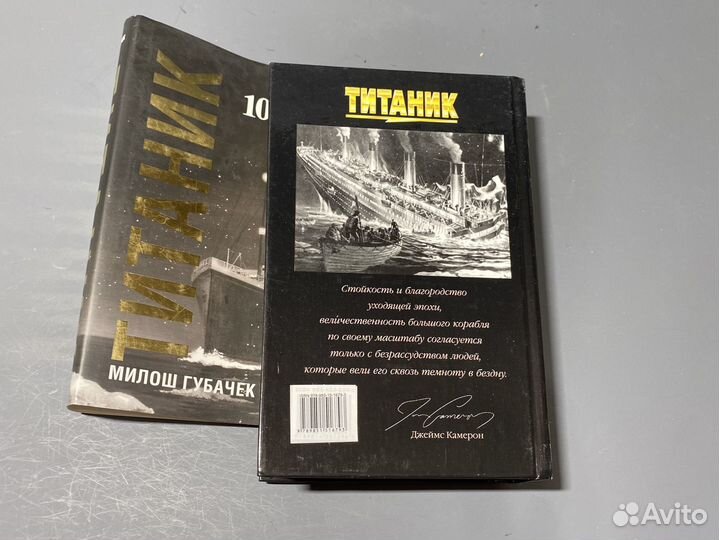 ТИТАНИК
10
МИЛОШ ГУБАЧЕК
ТИТАНИК
Стойкость и благородство
уходящей эпохи,
величественность большого корабля
по своему масштабу согласуется
только с безрассудством людей,
которые вели его сквозь темноту в бездну.
Джеймс Камерон
Avito